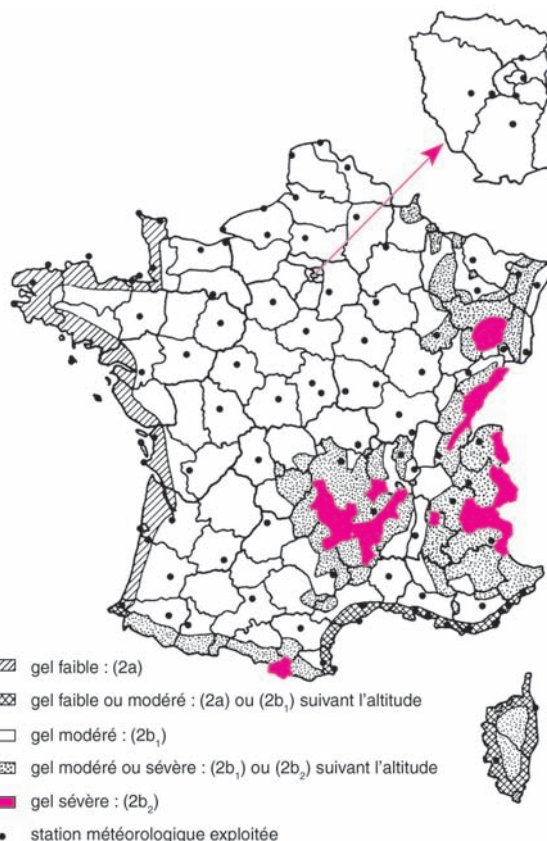 gel faible : (2a)
gel faible ou modéré : (2a) ou (2b₁) suivant l'altitude
gel modéré : (2b₁)
gel modéré ou sévère : (2b₁) ou (2b₂) suivant l'altitude
gel sévère : (2b₂)
station météorologique exploitée